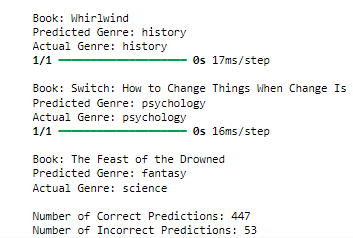 Book: Whirlwind
Predicted Genre: history
Actual Genre: history
1/1 0s 17ms/step
Book: Switch: How to Change Things When Change Is
Predicted Genre: psychology
Actual Genre: psychology
1/1 0s 16ms/step
Book: The Feast of the Drowned
Predicted Genre: fantasy
Actual Genre: science
Number of Correct Predictions: 447
Number of Incorrect Predictions: 53